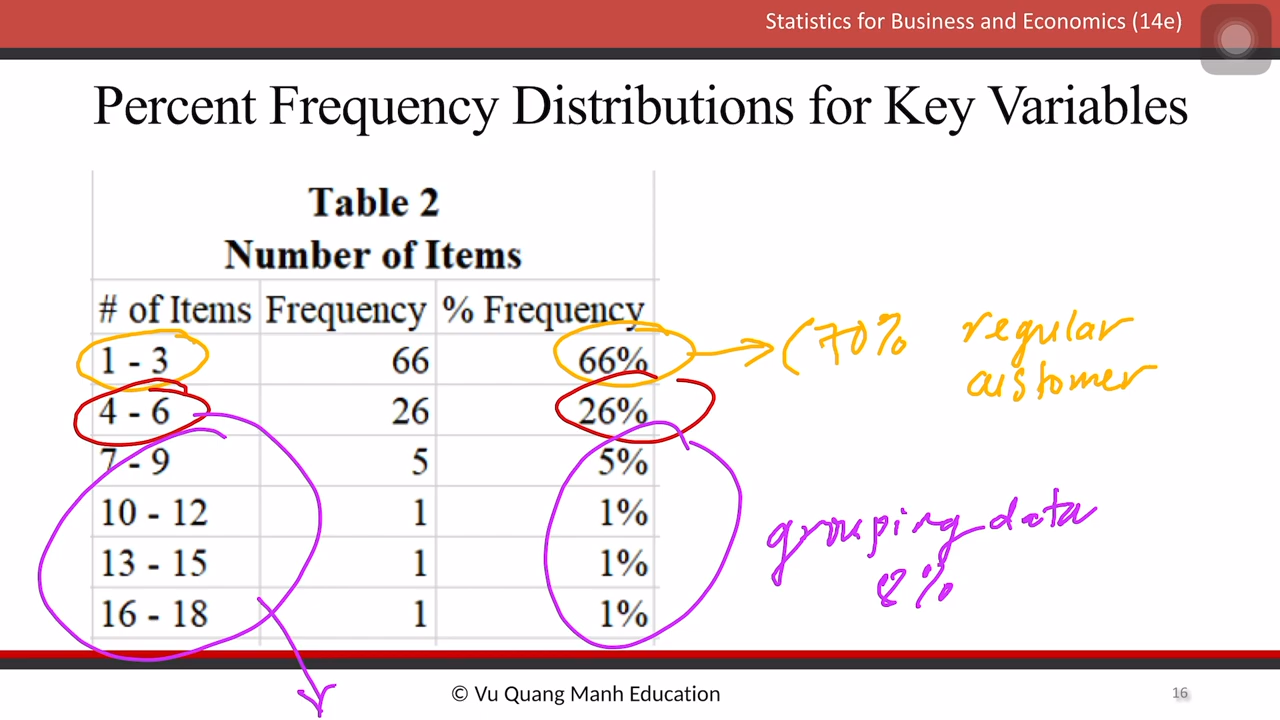 Statistics for Business and Economics (14e)
Percent Frequency Distributions for Key Variables
Table 2
Number of Items
# of Items Frequency % Frequency
1 - 3 66 66%
4 - 6 26 26%
7 - 9 5 5%
10 - 12 1 1%
13 - 15 1 1%
16 - 18 1 1%
(70% regular
customer
grouping data
8%
© Vu Quang Manh Education
16